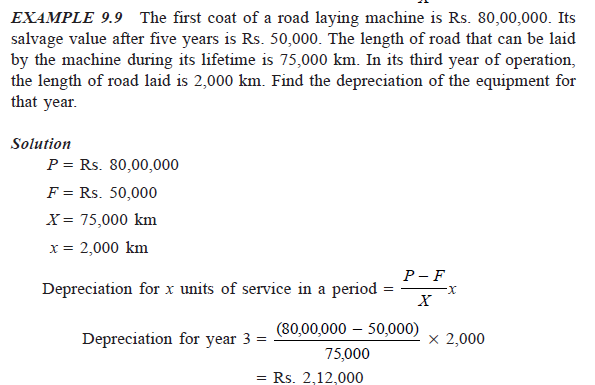 EXAMPLE 9.9 The first coat of a road laying machine is Rs. 80,00,000. Its
salvage value after five years is Rs. 50,000. The length of road that can be laid
by the machine during its lifetime is 75,000 km. In its third year of operation,
the length of road laid is 2,000 km. Find the depreciation of the equipment for
that year.
Solution
P = Rs. 80,00,000
F = Rs. 50,000
X = 75,000 km
x = 2,000 km
Depreciation for x units of service in a period = (P – F)/X x
Depreciation for year 3 = (80,00,000 – 50,000)/75,000 × 2,000
= Rs. 2,12,000